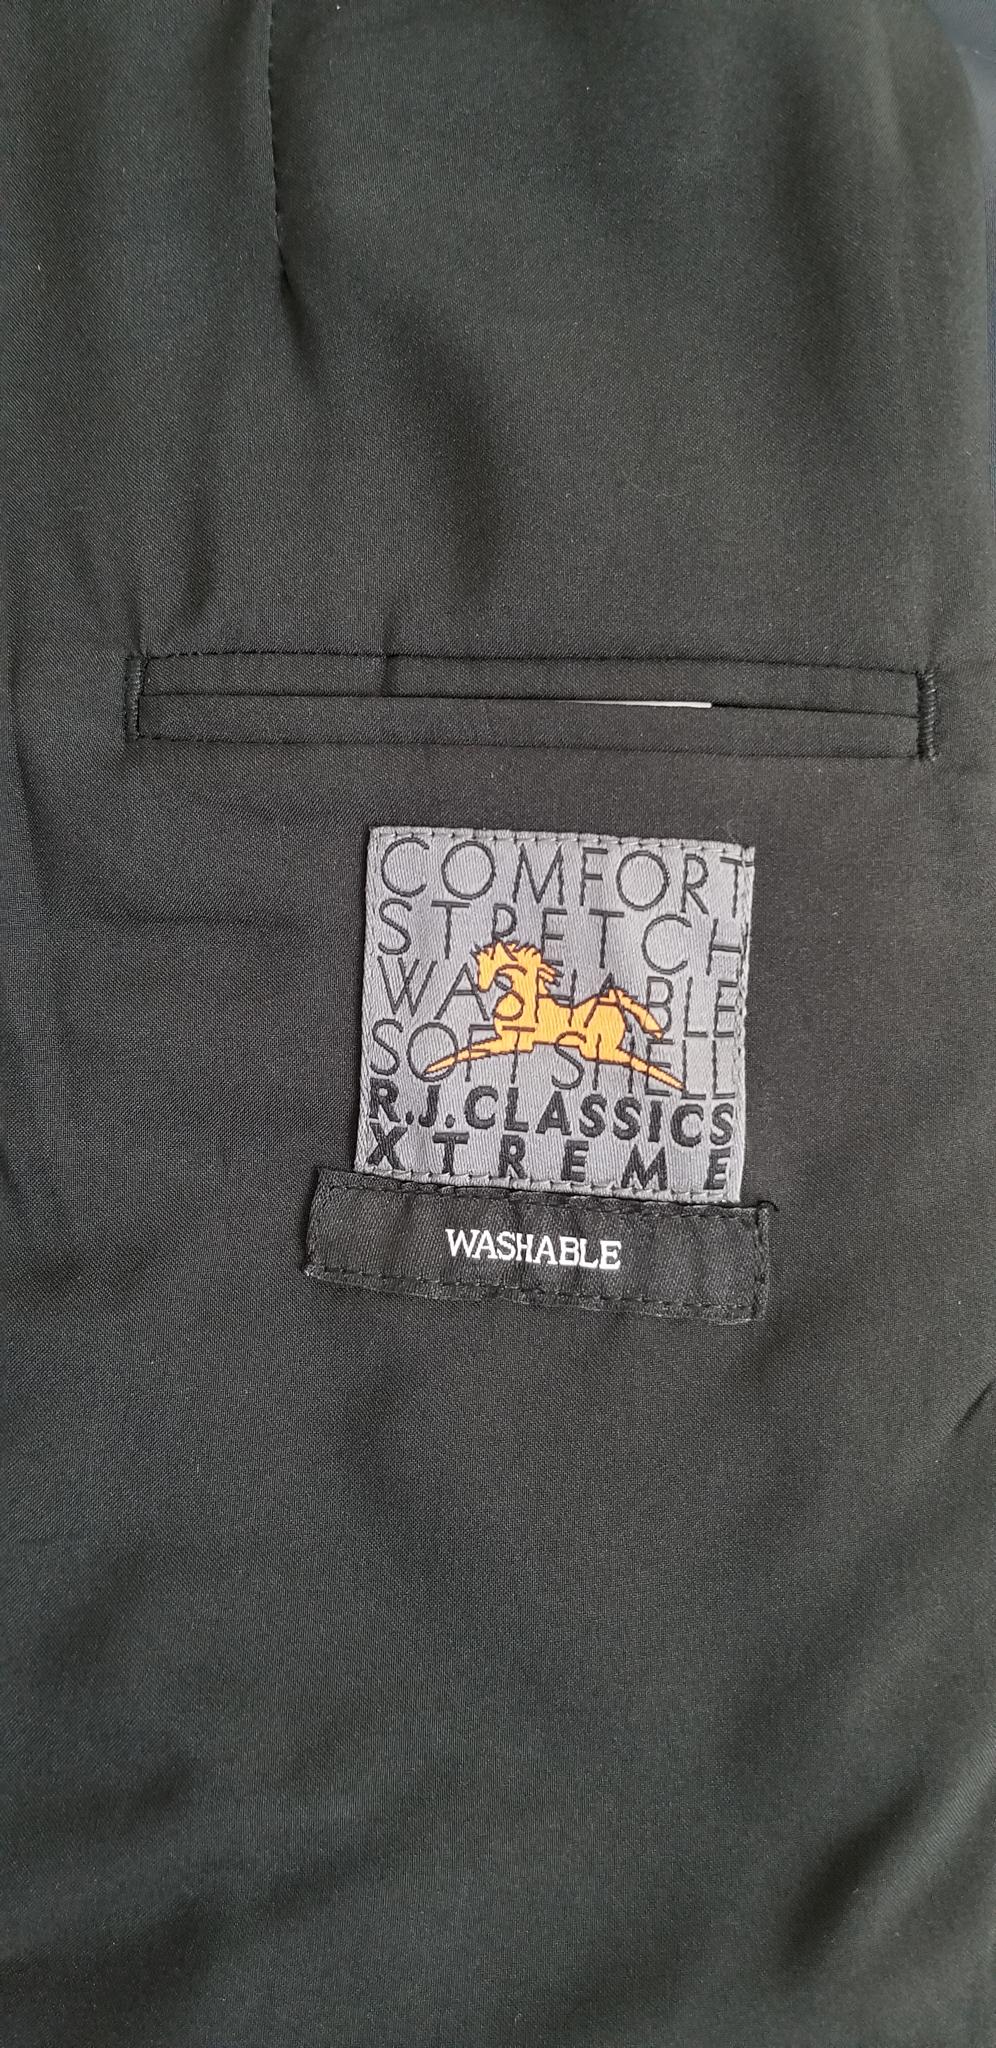 COMFORT
STRETCH
WASHABLE
SOFT SHELL
R.J.CLASSICS
XTREME
WASHABLE